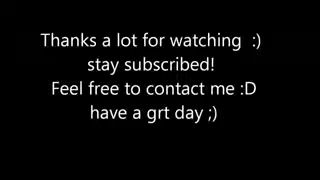 Thanks a lot for watching :)
stay subscribed!
Feel free to contact me :D
have a grt day ;)